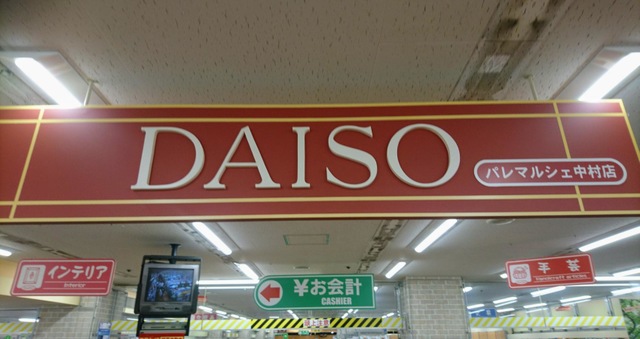 DAISO
パレマルシェ中村店
インテリア
Interior
¥お会計
CASHIER
手芸